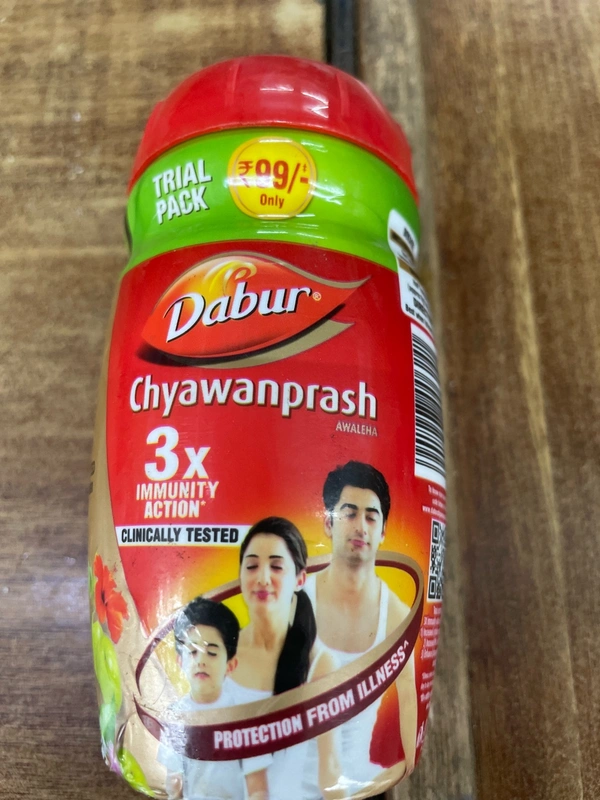 TRIAL
PACK
₹99/-
Only
Dabur®
Chyawanprash
AWALEHA
3x
IMMUNITY
ACTION*
CLINICALLY TESTED
PROTECTION FROM ILLNESS^